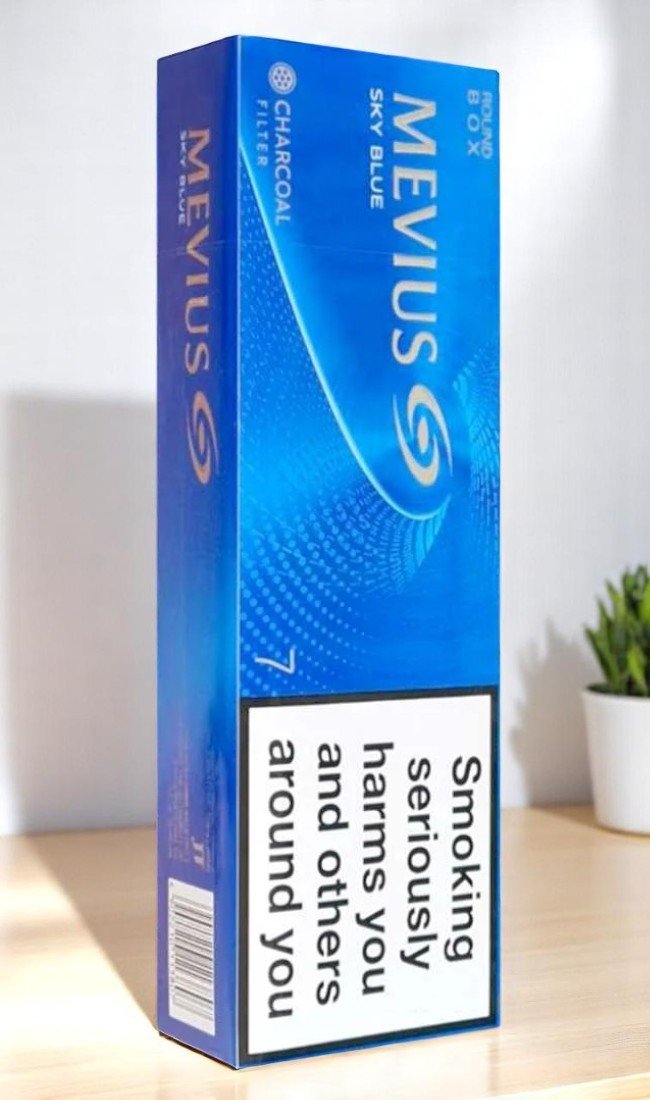 ROUND
BOX
MEVIUS
SKY BLUE
CHARCOAL
FILTER
7
Smoking
seriously
harms you
and others
around you
MEVIUS
SKY BLUE
JT